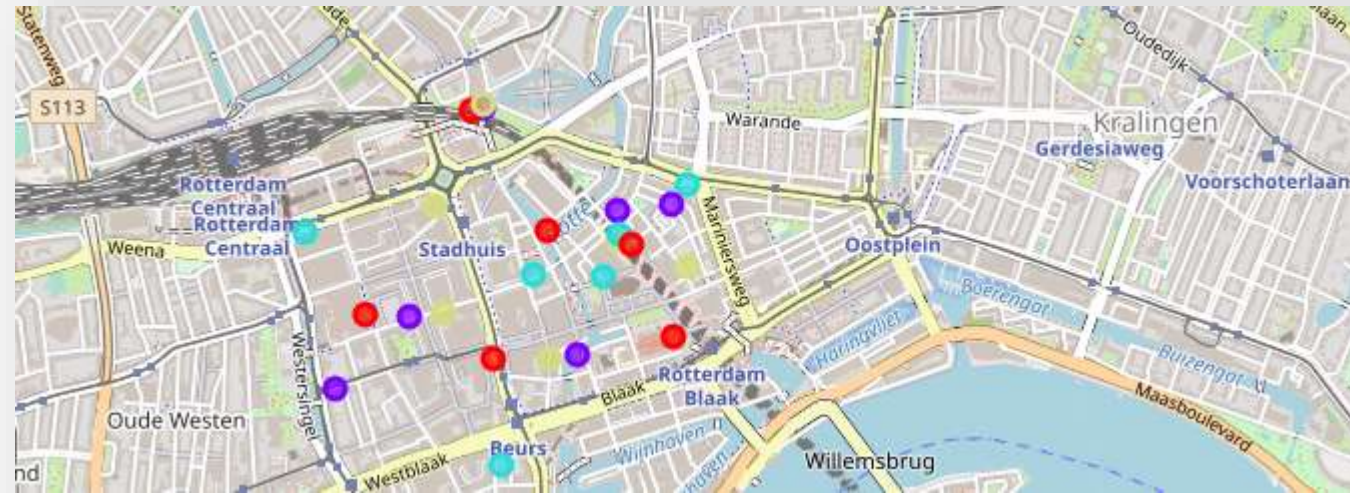 Statenweg
S113
Warande
Oudedijk
Kralingen
Gerdesiaweg
Voorschoterlaan
Rotterdam
Centraal
Rotterdam
Centraal
Weena
Stadhuis
Mariniersweg
Oostplein
Boerengat
Haringvliet
Buizengat
Westersingel
Oude Westen
Rotterdam
Blaak
Blaak
Maasboulevard
Beurs
Wijnhaven
Westblaak
Willemsbrug